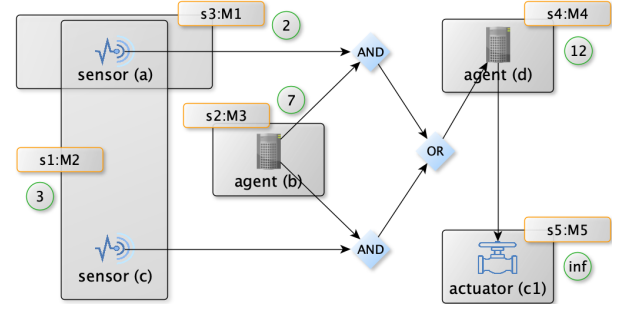 s3:M1
2
s4:M4
sensor (a)
AND
agent (d)
12
7
s2:M3
s1:M2
OR
agent (b)
3
s5:M5
sensor (c)
AND
actuator (c1)
inf